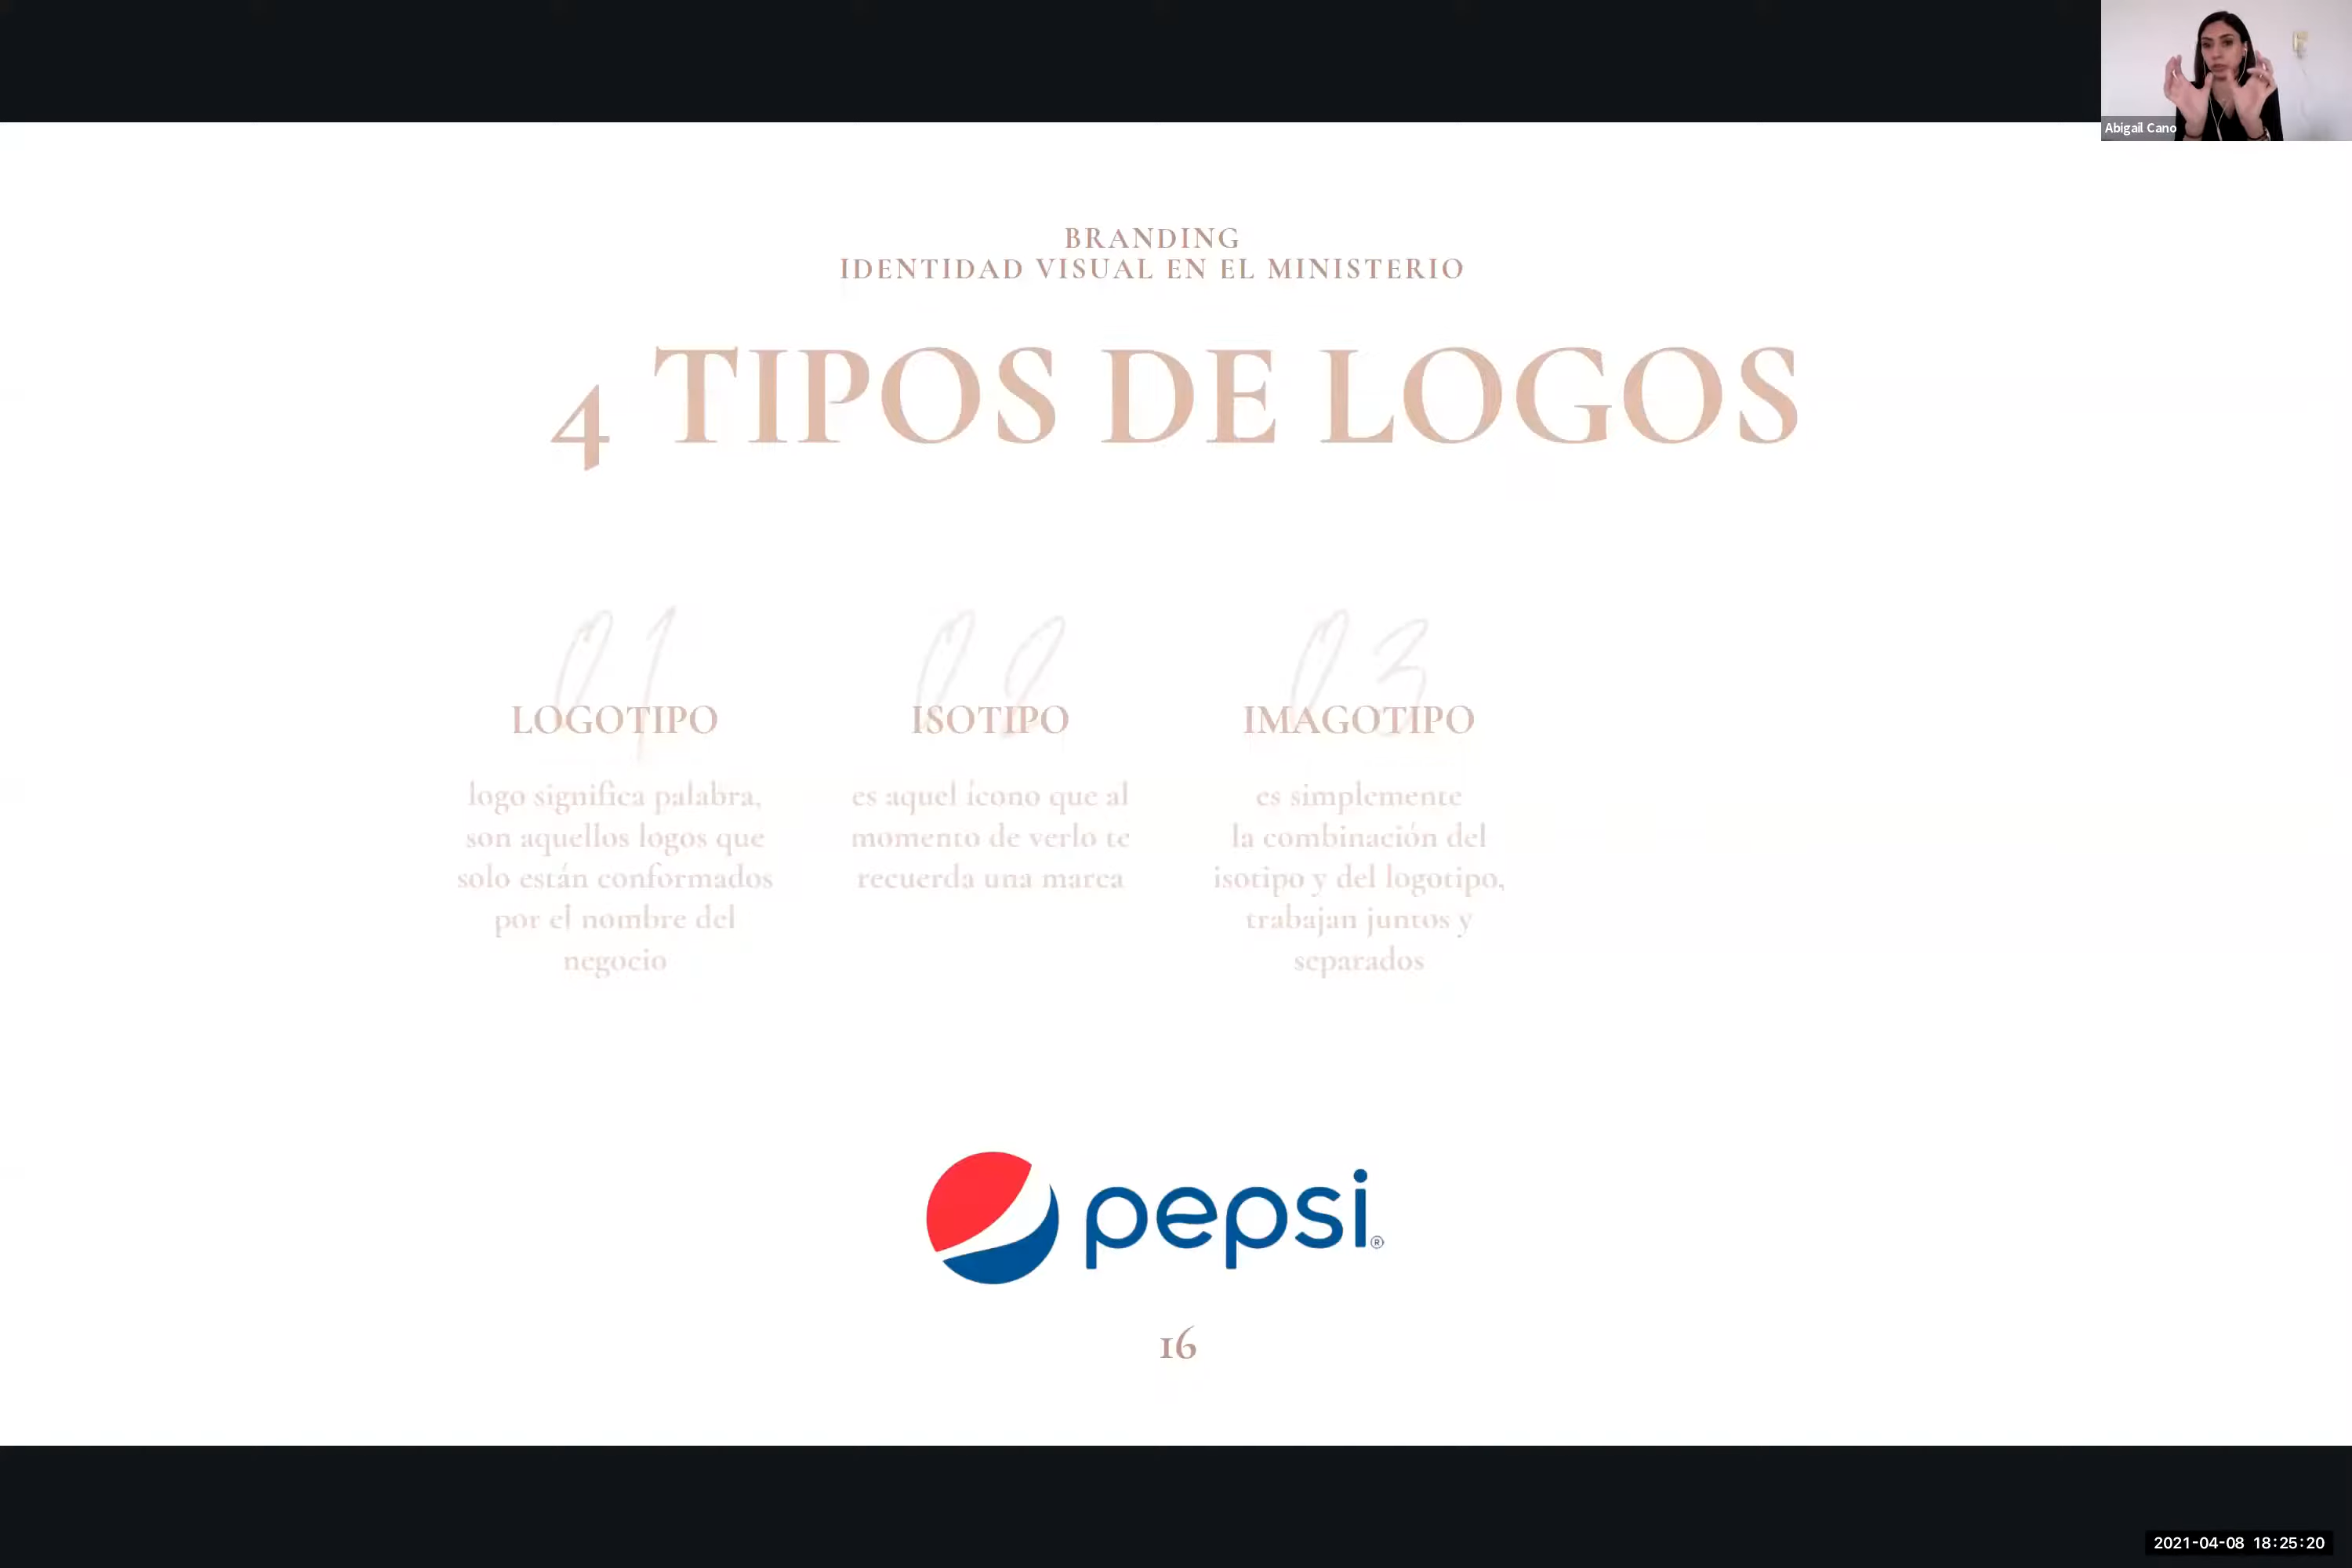 Abigail Cano
BRANDING
IDENTIDAD VISUAL EN EL MINISTERIO
4 TIPOS DE LOGOS
01
LOGOTIPO
logo significa palabra,
son aquellos logos que
solo están conformados
por el nombre del
negocio
02
ISOTIPO
es aquel ícono que al
momento de verlo te
recuerda una marca
03
IMAGOTIPO
es simplemente
la combinación del
isotipo y del logotipo,
trabajan juntos y
separados
pepsi®
16
2021-04-08 18:25:20